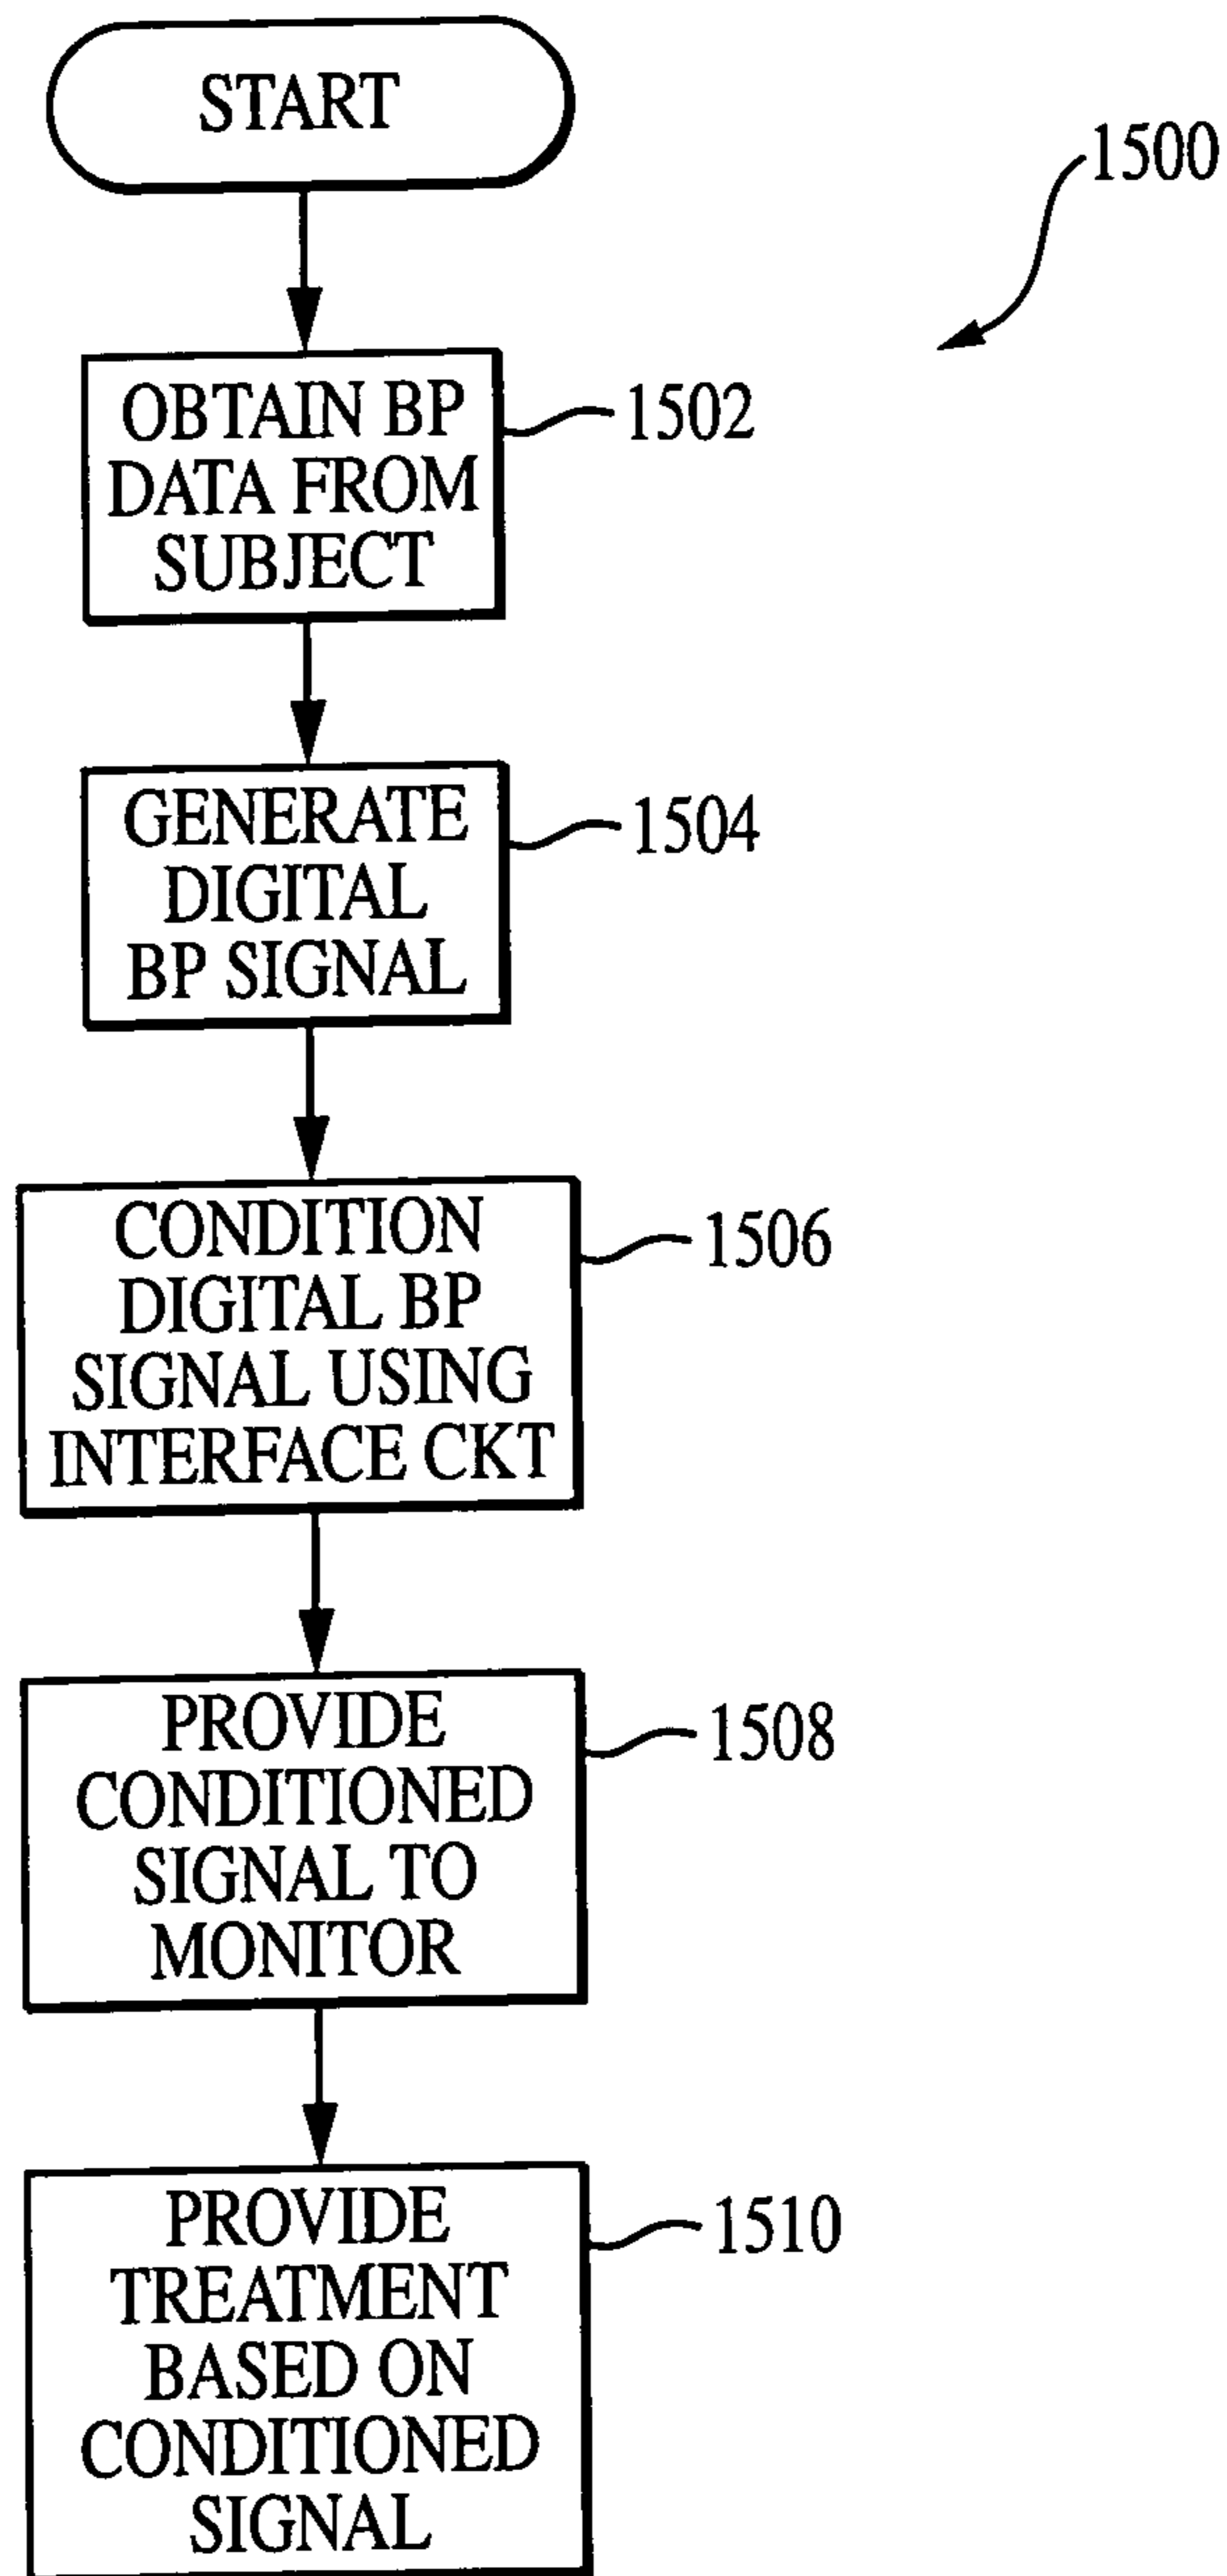 START
1500
OBTAIN BP
DATA FROM
SUBJECT
1502
GENERATE
DIGITAL
BP SIGNAL
1504
CONDITION
DIGITAL BP
SIGNAL USING
INTERFACE CKT
1506
PROVIDE
CONDITIONED
SIGNAL TO
MONITOR
1508
PROVIDE
TREATMENT
BASED ON
CONDITIONED
SIGNAL
1510